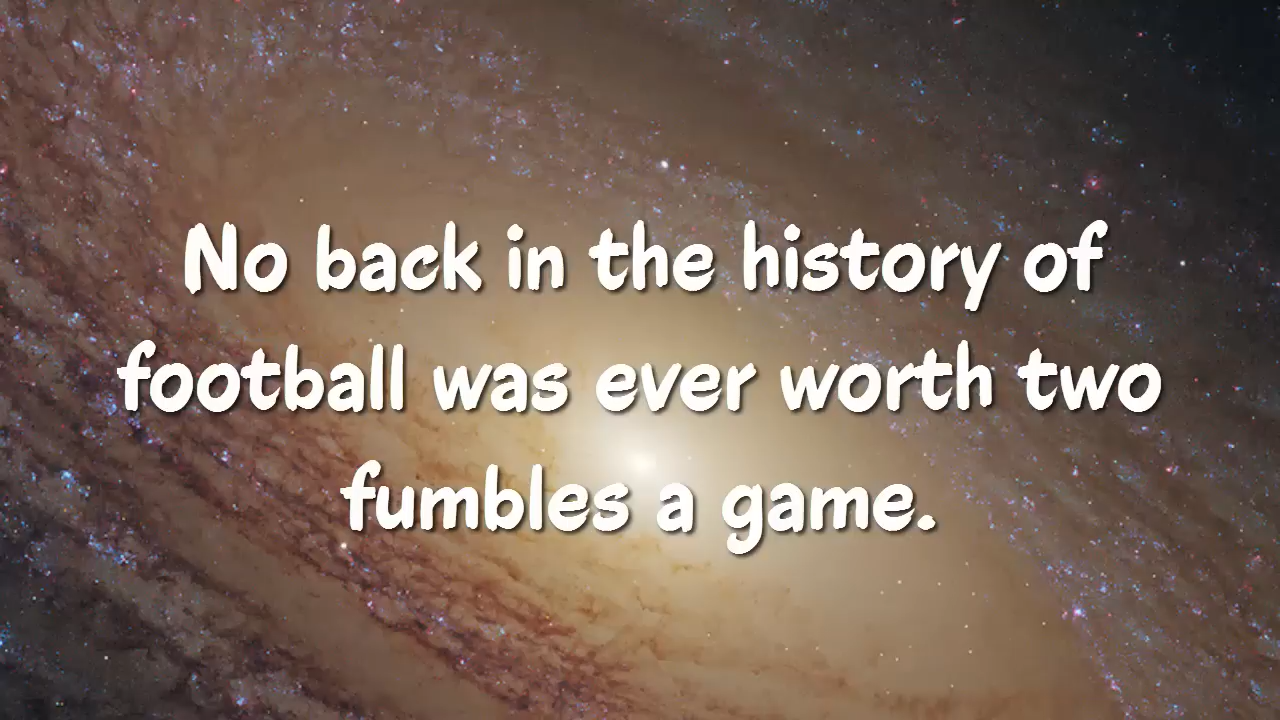 No back in the history of
football was ever worth two
fumbles a game.